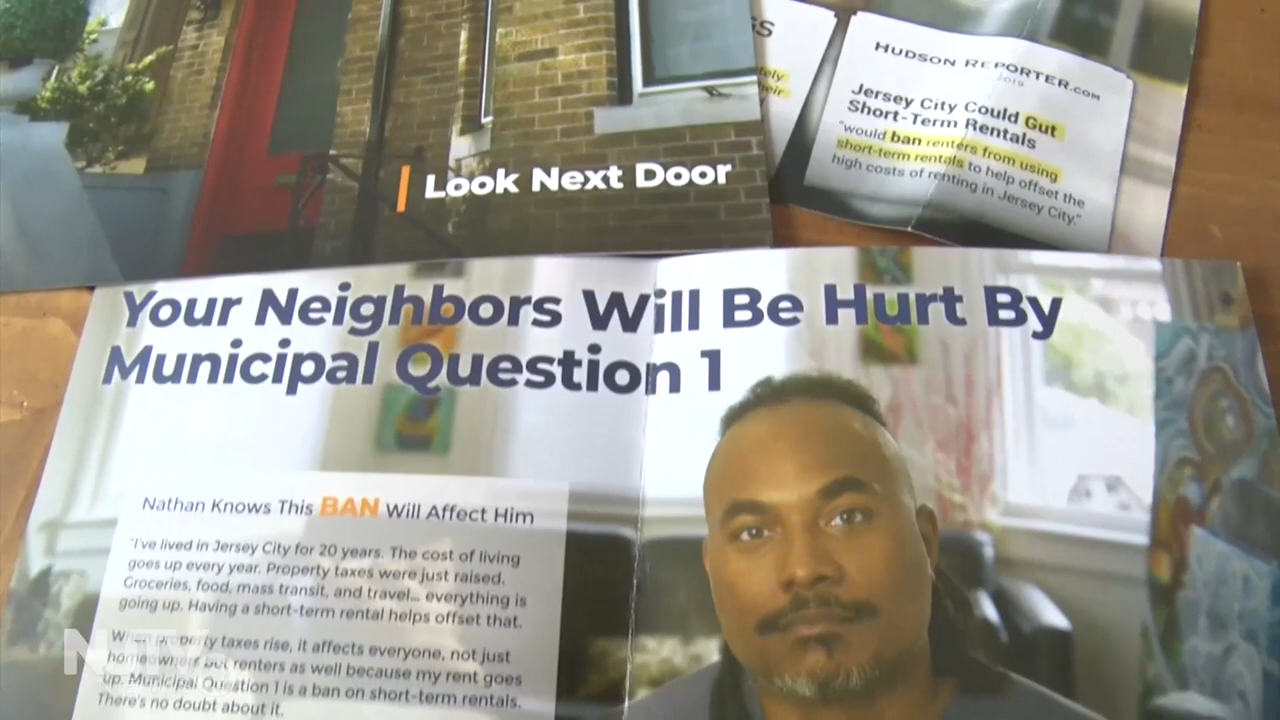 GS
HUDSON REPORTER.COM
2019
Jersey City Could Gut
Short-Term Rentals
"would ban renters from using
short-term rentals to help offset the
high costs of renting in Jersey City."
Look Next Door
Your Neighbors Will Be Hurt By
Municipal Question 1
Nathan Knows This BAN Will Affect Him
"I've lived in Jersey City for 20 years. The cost of living
goes up every year. Property taxes were just raised.
Groceries, food, mass transit, and travel... everything is
going up. Having a short-term rental helps offset that.
When property taxes rise, it affects everyone, not just
homeowners but renters as well because my rent goes
up. Municipal Question 1 is a ban on short-term rentals.
There's no doubt about it.